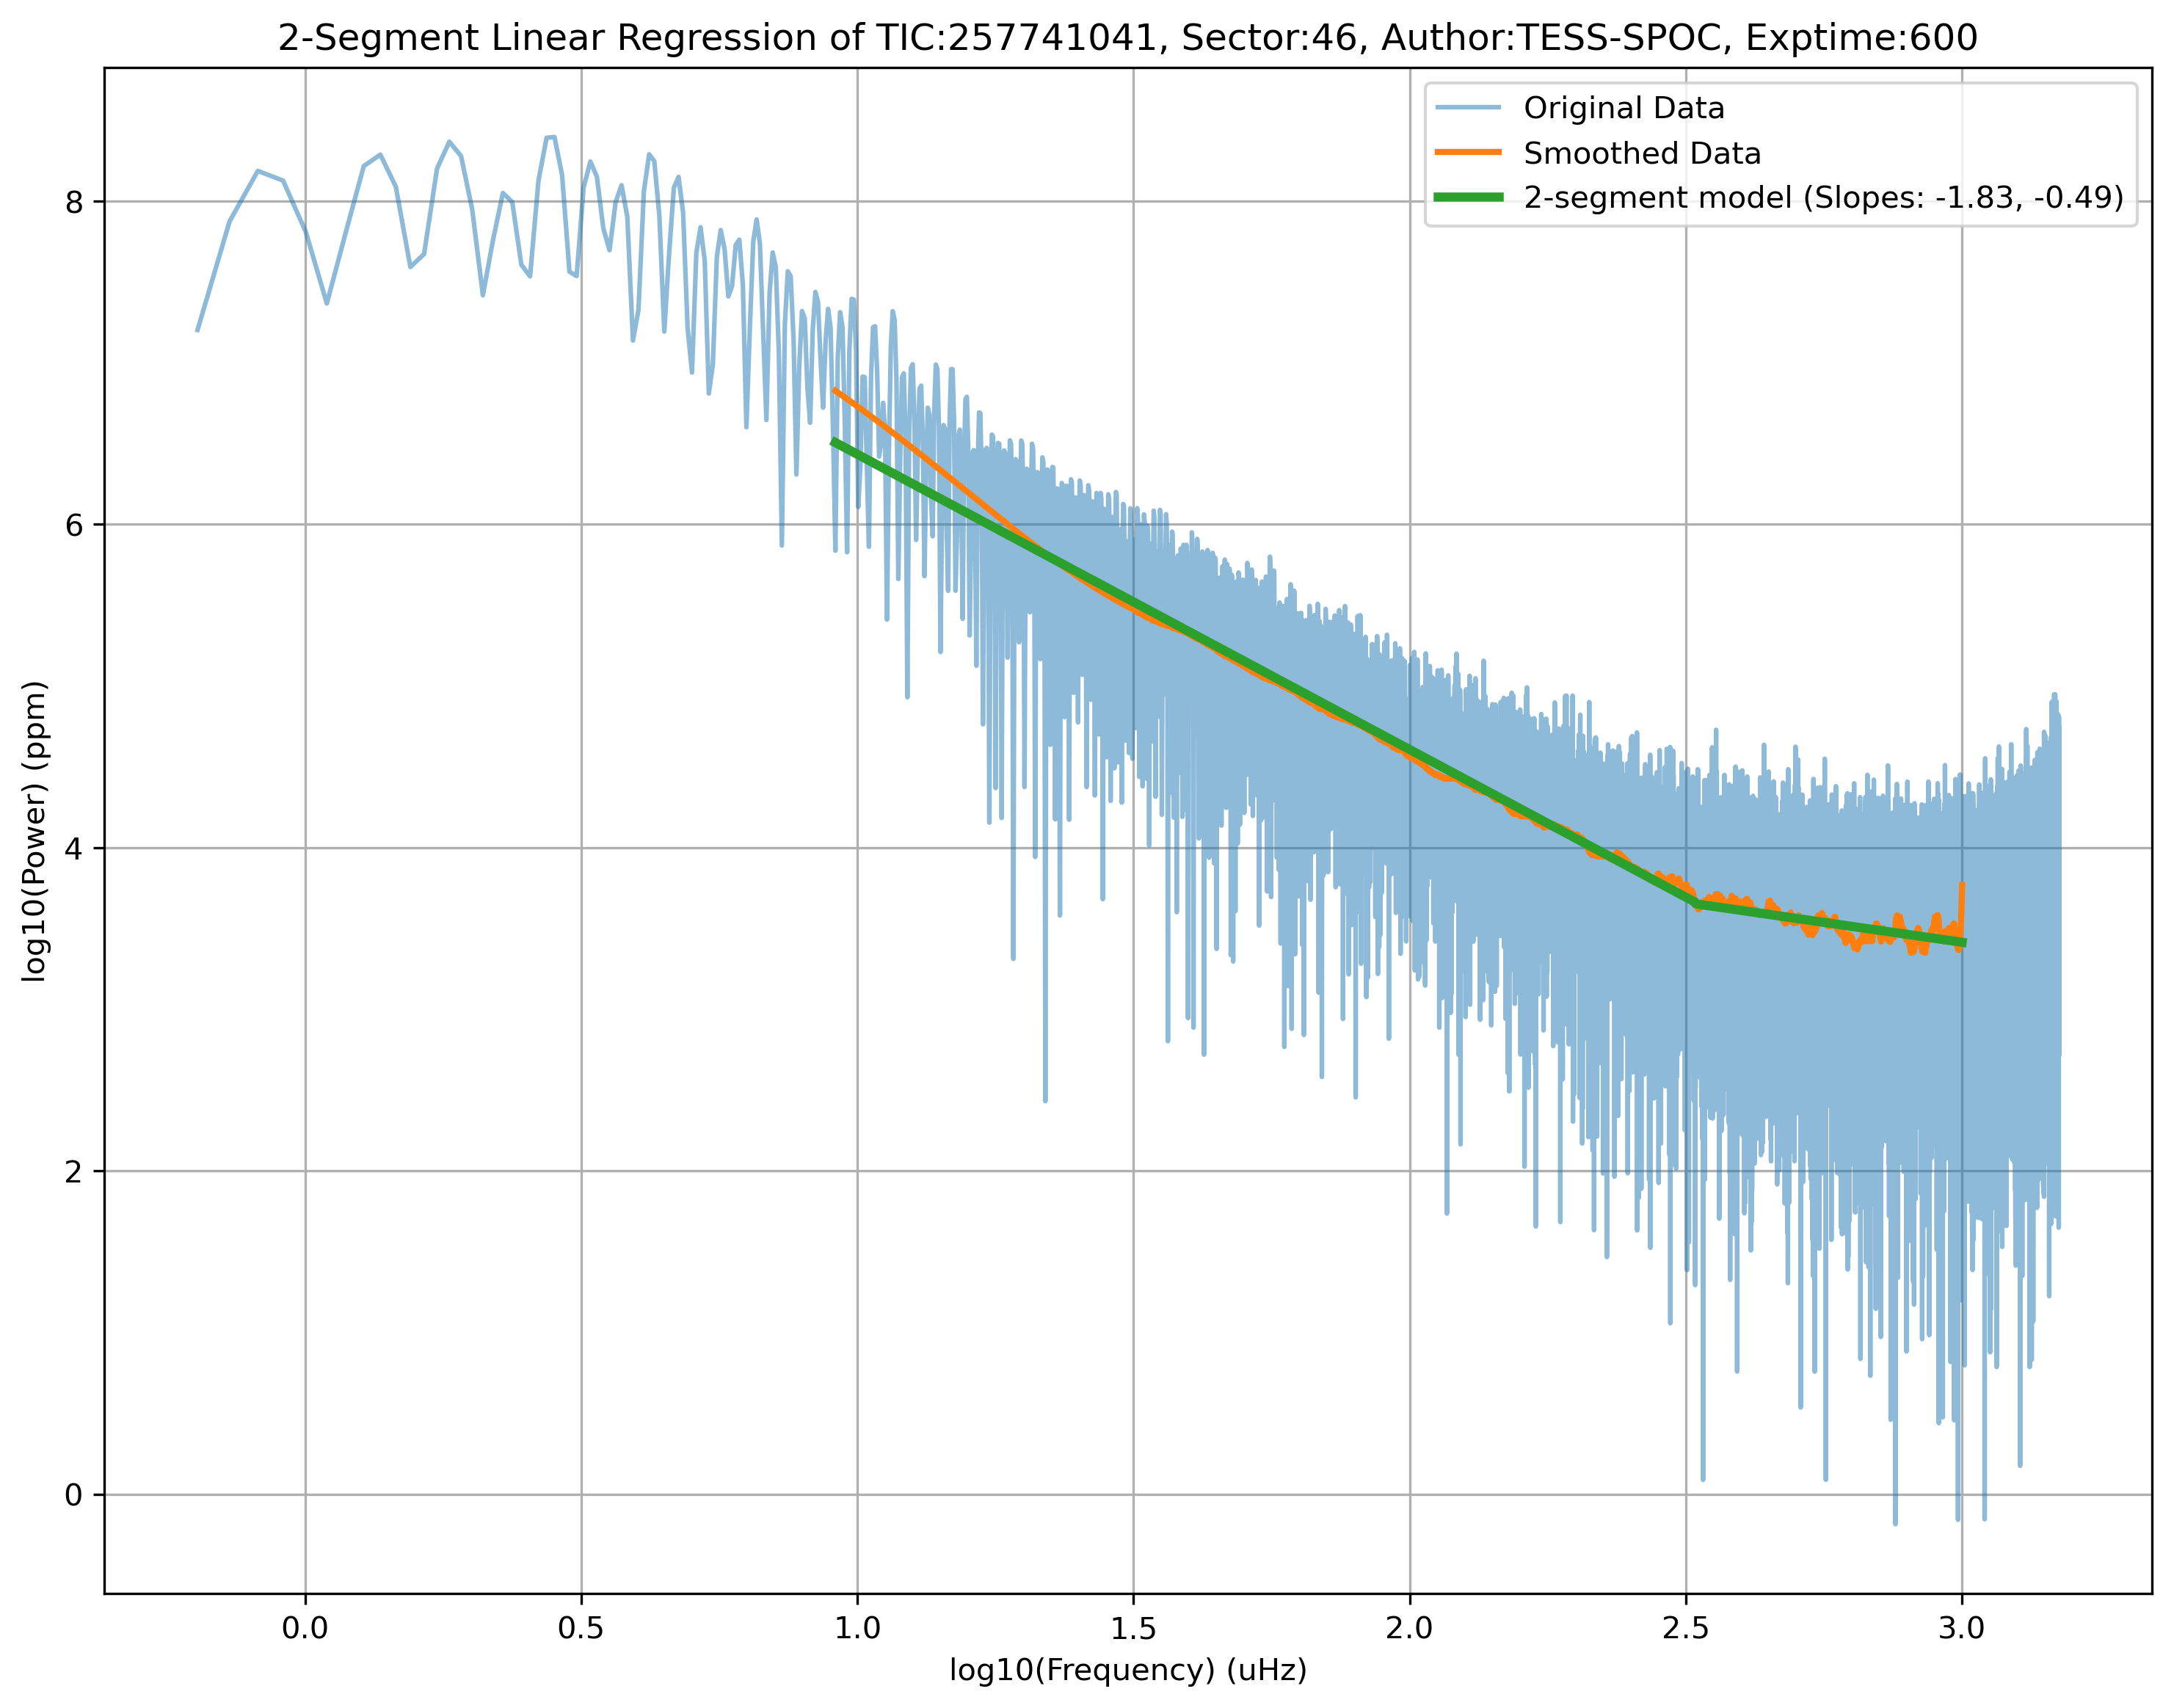 2-Segment Linear Regression of TIC:257741041, Sector:46, Author:TESS-SPOC, Exptime:600
Original Data
Smoothed Data
2-segment model (Slopes: -1.83, -0.49)
log10(Power) (ppm)
8
6
4
2
0
0.0 0.5 1.0 1.5 2.0 2.5 3.0
log10(Frequency) (uHz)